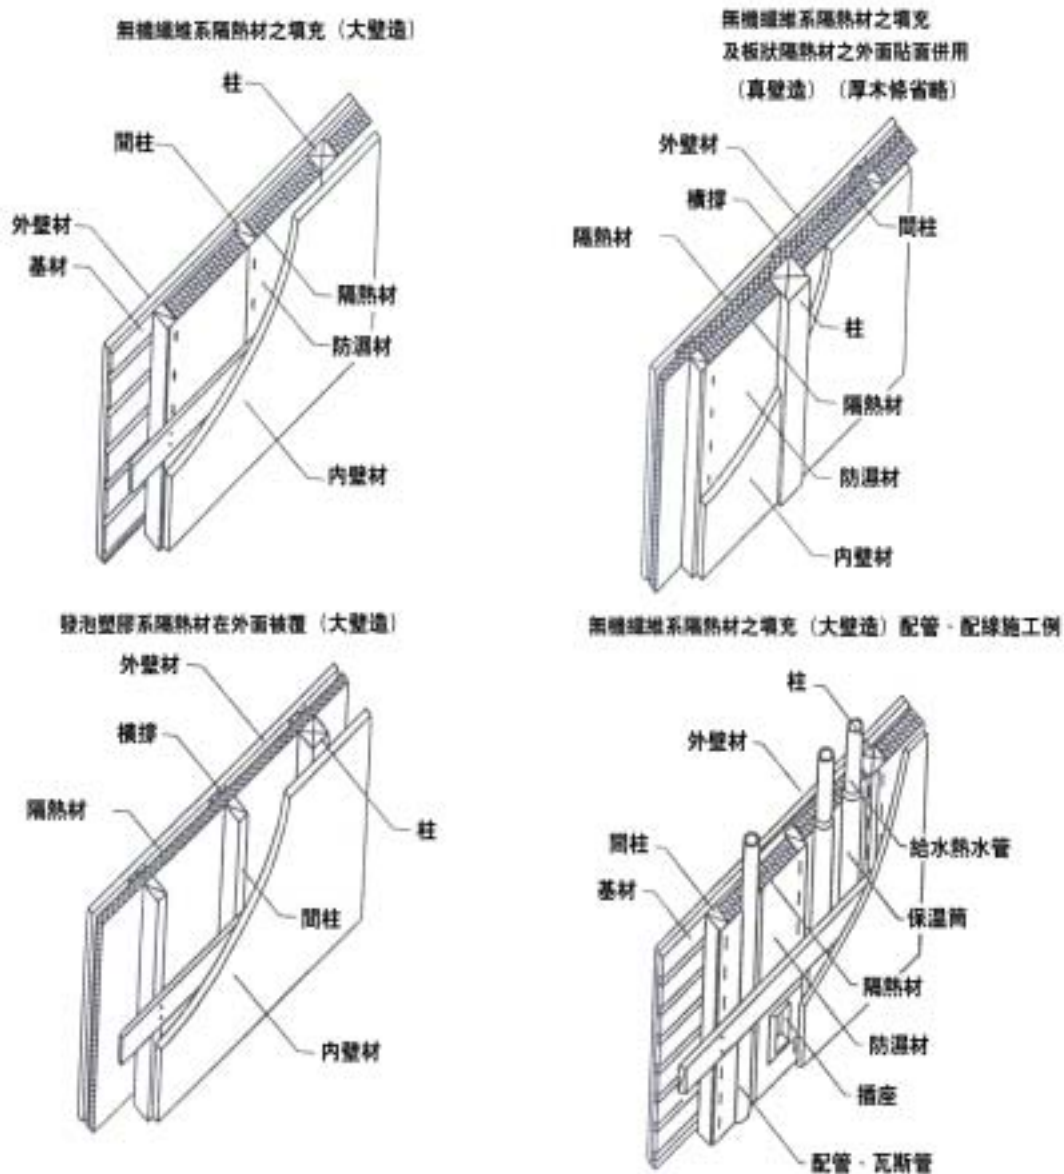 無機纖維系隔熱材之填充（大壁造）
柱
間柱
外壁材
基材
隔熱材
防濕材
內壁材
無機纖維系隔熱材之填充
及板狀隔熱材之外面貼面併用
（真壁造）（厚木條省略）
外壁材
橫撐
隔熱材
間柱
柱
隔熱材
防濕材
內壁材
發泡塑膠系隔熱材在外面被覆（大壁造）
外壁材
橫撐
隔熱材
柱
間柱
內壁材
無機纖維系隔熱材之填充（大壁造）配管、配線施工例
柱
外壁材
間柱
基材
給水熱水管
保溫筒
隔熱材
防濕材
插座
配管、瓦斯管